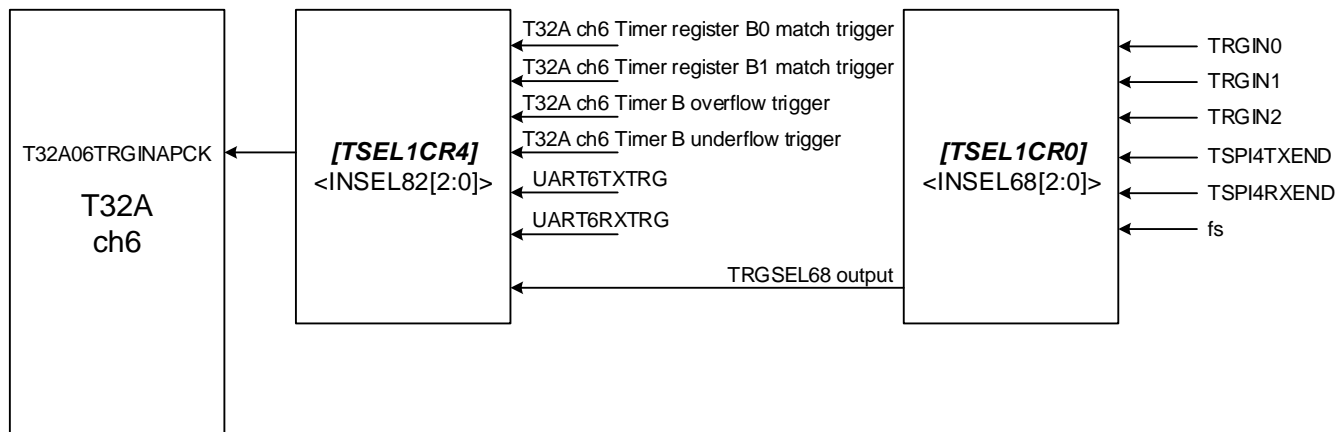 T32A06TRGINAPCK
T32A
ch6
[TSEL1CR4]
<INSEL82[2:0]>
T32A ch6 Timer register B0 match trigger
T32A ch6 Timer register B1 match trigger
T32A ch6 Timer B overflow trigger
T32A ch6 Timer B underflow trigger
UART6TXTRG
UART6RXTRG
TRGSEL68 output
[TSEL1CR0]
<INSEL68[2:0]>
TRGIN0
TRGIN1
TRGIN2
TSPI4TXEND
TSPI4RXEND
fs